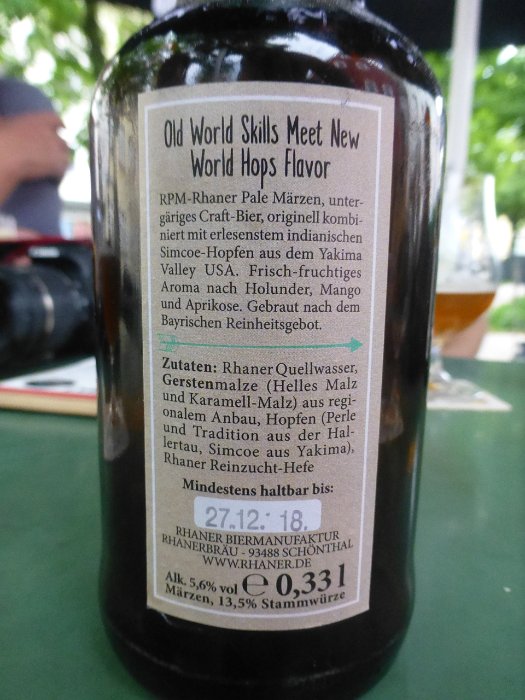 Old World Skills Meet New
World Hops Flavor
RPM-Rhaner Pale Märzen, unter-
gäriges Craft-Bier, originell kombi-
niert mit erlesenstem indianischen
Simcoe-Hopfen aus dem Yakima
Valley USA. Frisch-fruchtiges
Aroma nach Holunder, Mango
und Aprikose. Gebraut nach dem
Bayrischen Reinheitsgebot.
Zutaten: Rhaner Quellwasser,
Gerstenmalze (Helles Malz
und Karamell-Malz) aus regi-
onalem Anbau, Hopfen (Perle
und Tradition aus der Hal-
lertau, Simcoe aus Yakima),
Rhaner Reinzucht-Hefe
Mindestens haltbar bis:
27.12. 18.
RHANER BIERMANUFAKTUR
RHANERBRÄU - 93488 SCHÖNTHAL
WWW.RHANER.DE
Alk. 5,6% vol ℮ 0,33 l
Märzen, 13,5% Stammwürze